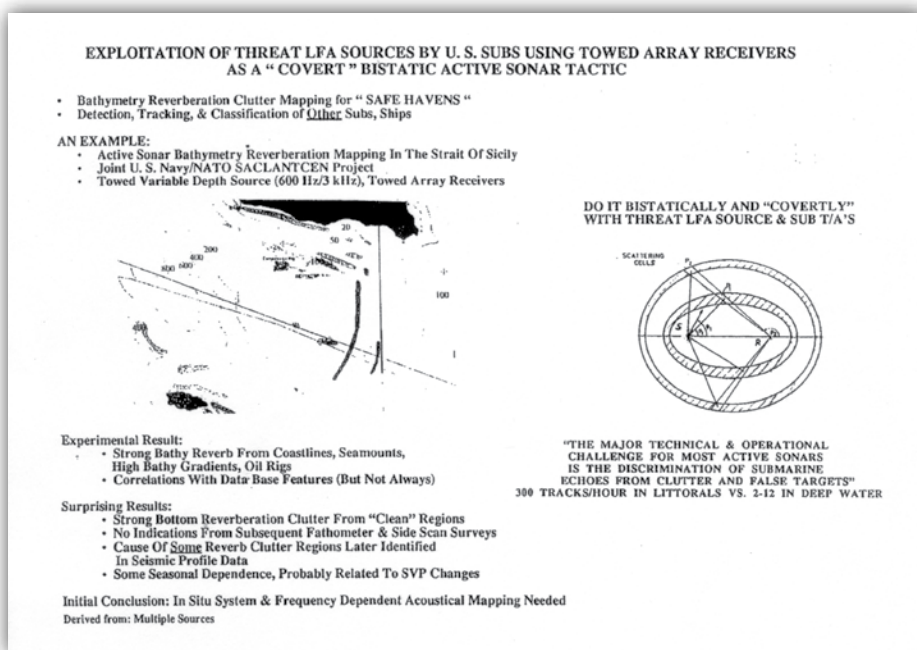 EXPLOITATION OF THREAT LFA SOURCES BY U. S. SUBS USING TOWED ARRAY RECEIVERS
AS A “ COVERT ” BISTATIC ACTIVE SONAR TACTIC
• Bathymetry Reverberation Clutter Mapping for “ SAFE HAVENS “
• Detection, Tracking, & Classification of Other Subs, Ships
AN EXAMPLE:
• Active Sonar Bathymetry Reverberation Mapping In The Strait Of Sicily
• Joint U. S. Navy/NATO SACLANTCEN Project
• Towed Variable Depth Source (600 Hz/3 kHz), Towed Array Receivers
20
50
200
400
800 600
100
400
DO IT BISTATICALLY AND “COVERTLY”
WITH THREAT LFA SOURCE & SUB T/A'S
SCATTERING
CELLS
S
R
Experimental Result:
• Strong Bathy Reverb From Coastlines, Seamounts,
High Bathy Gradients, Oil Rigs
• Correlations With Data Base Features (But Not Always)
Surprising Results:
• Strong Bottom Reverberation Clutter From “Clean” Regions
• No Indications From Subsequent Fathometer & Side Scan Surveys
• Cause Of Some Reverb Clutter Regions Later Identified
In Seismic Profile Data
• Some Seasonal Dependence, Probably Related To SVP Changes
"THE MAJOR TECHNICAL & OPERATIONAL
CHALLENGE FOR MOST ACTIVE SONARS
IS THE DISCRIMINATION OF SUBMARINE
ECHOES FROM CLUTTER AND FALSE TARGETS"
300 TRACKS/HOUR IN LITTORALS VS. 2-12 IN DEEP WATER
Initial Conclusion: In Situ System & Frequency Dependent Acoustical Mapping Needed
Derived from: Multiple Sources